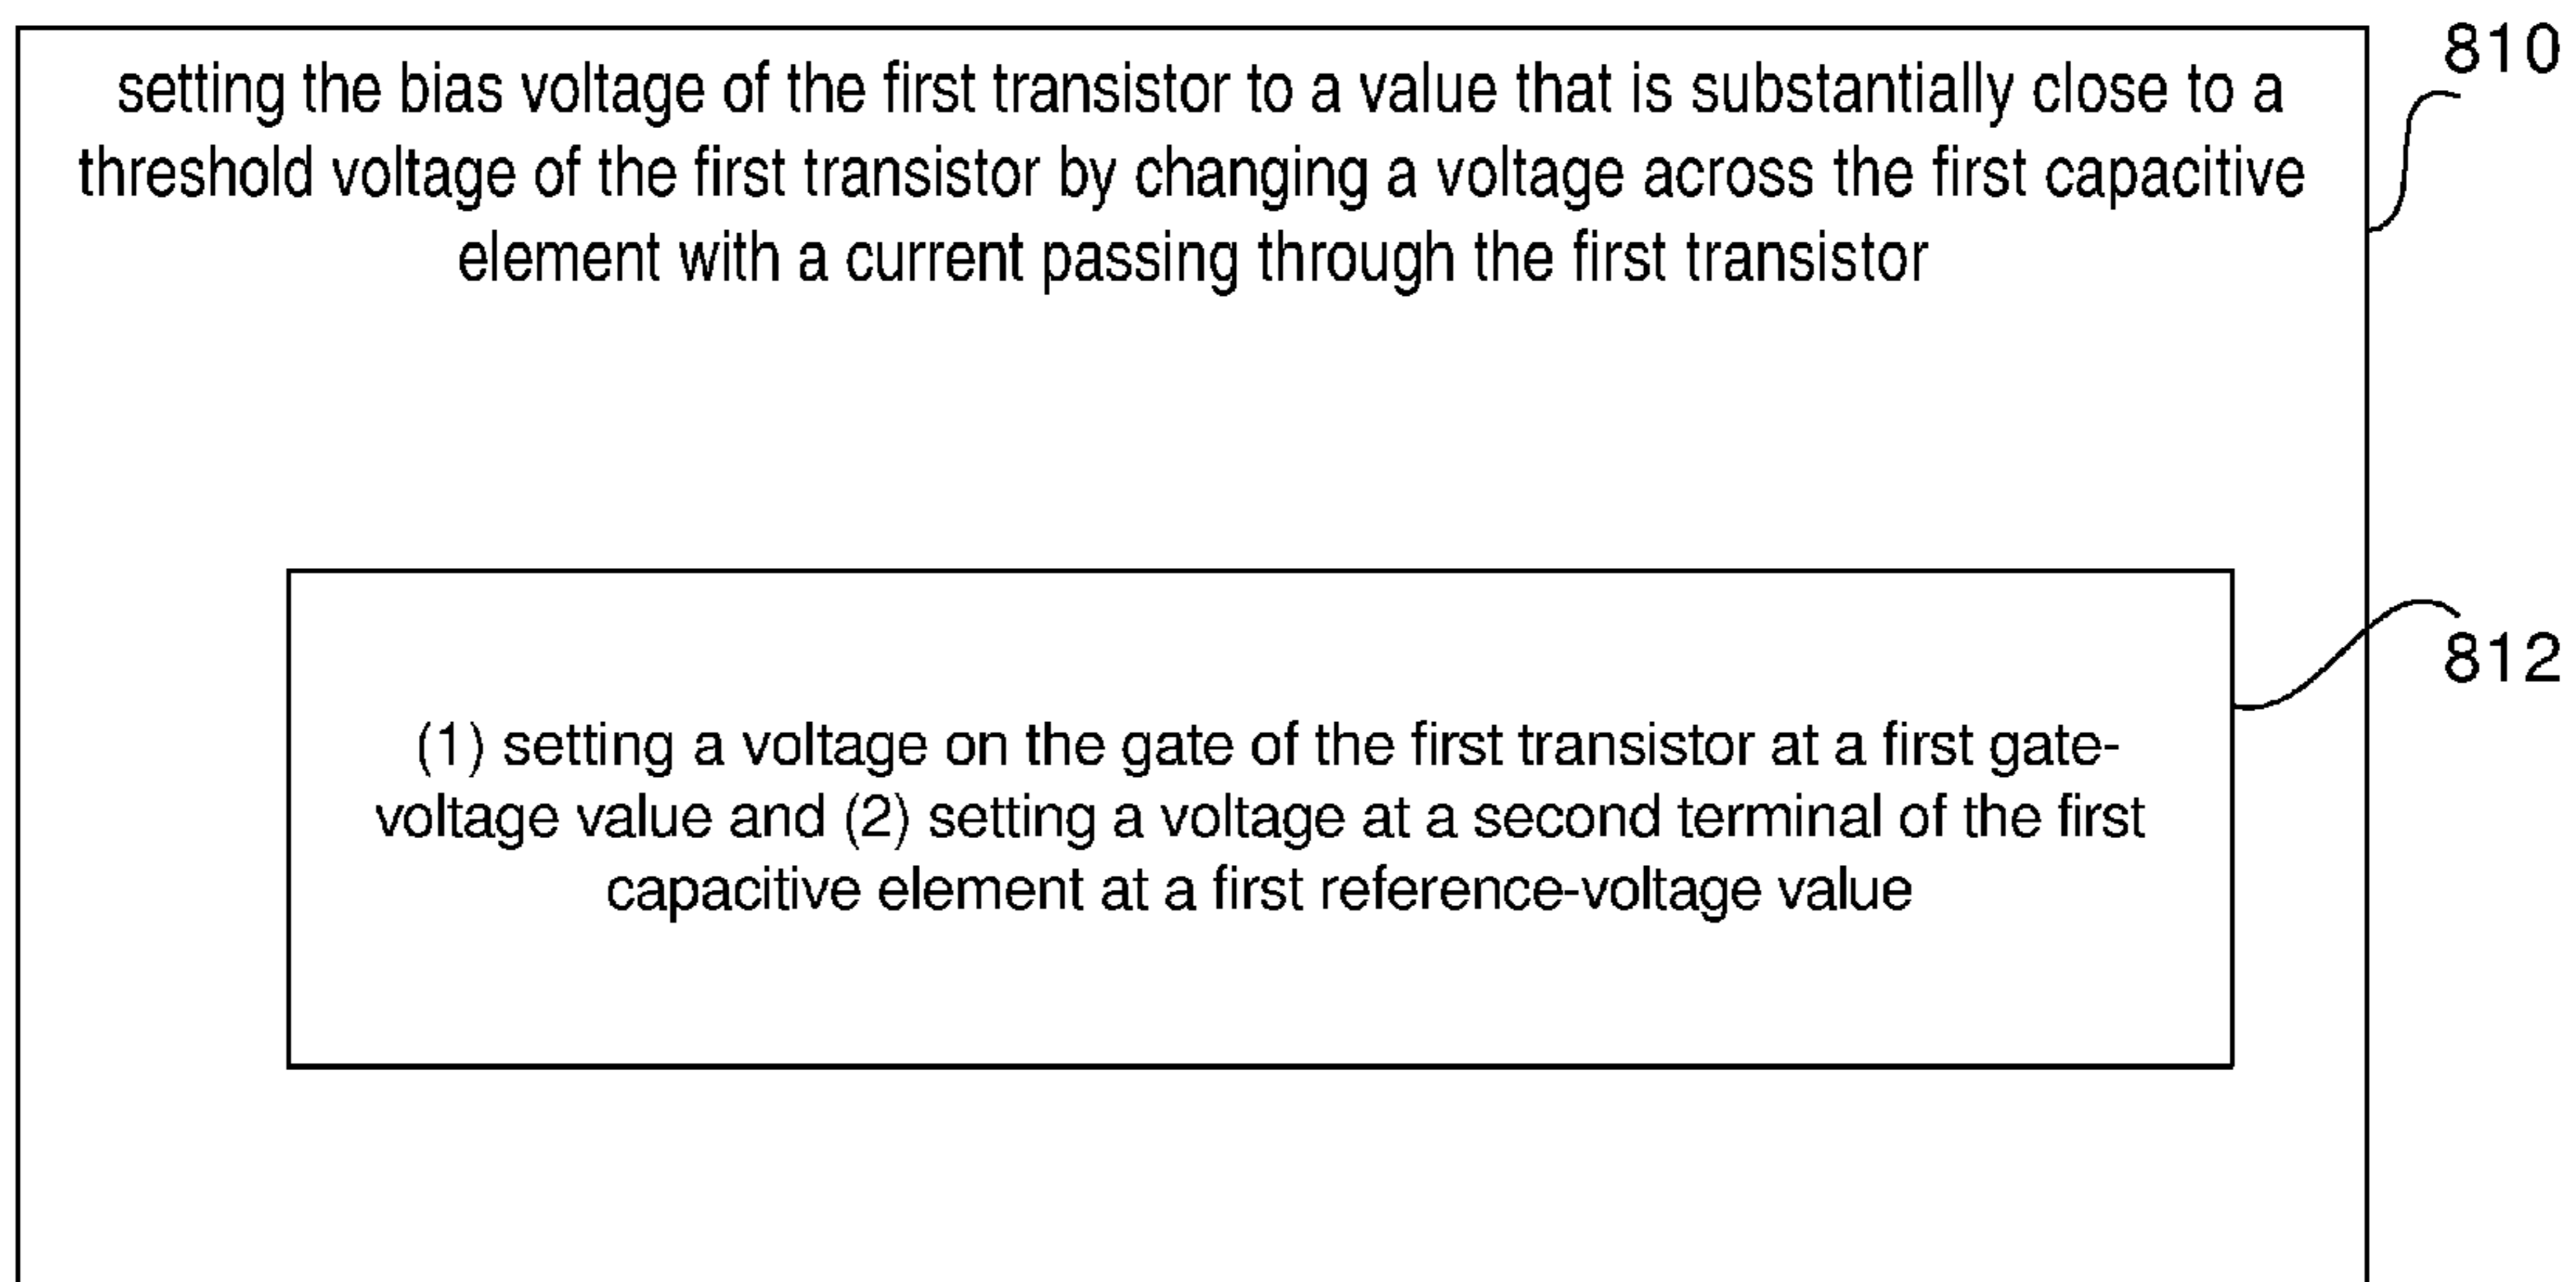 810
setting the bias voltage of the first transistor to a value that is substantially close to a
threshold voltage of the first transistor by changing a voltage across the first capacitive
element with a current passing through the first transistor
812
(1) setting a voltage on the gate of the first transistor at a first gate-
voltage value and (2) setting a voltage at a second terminal of the first
capacitive element at a first reference-voltage value